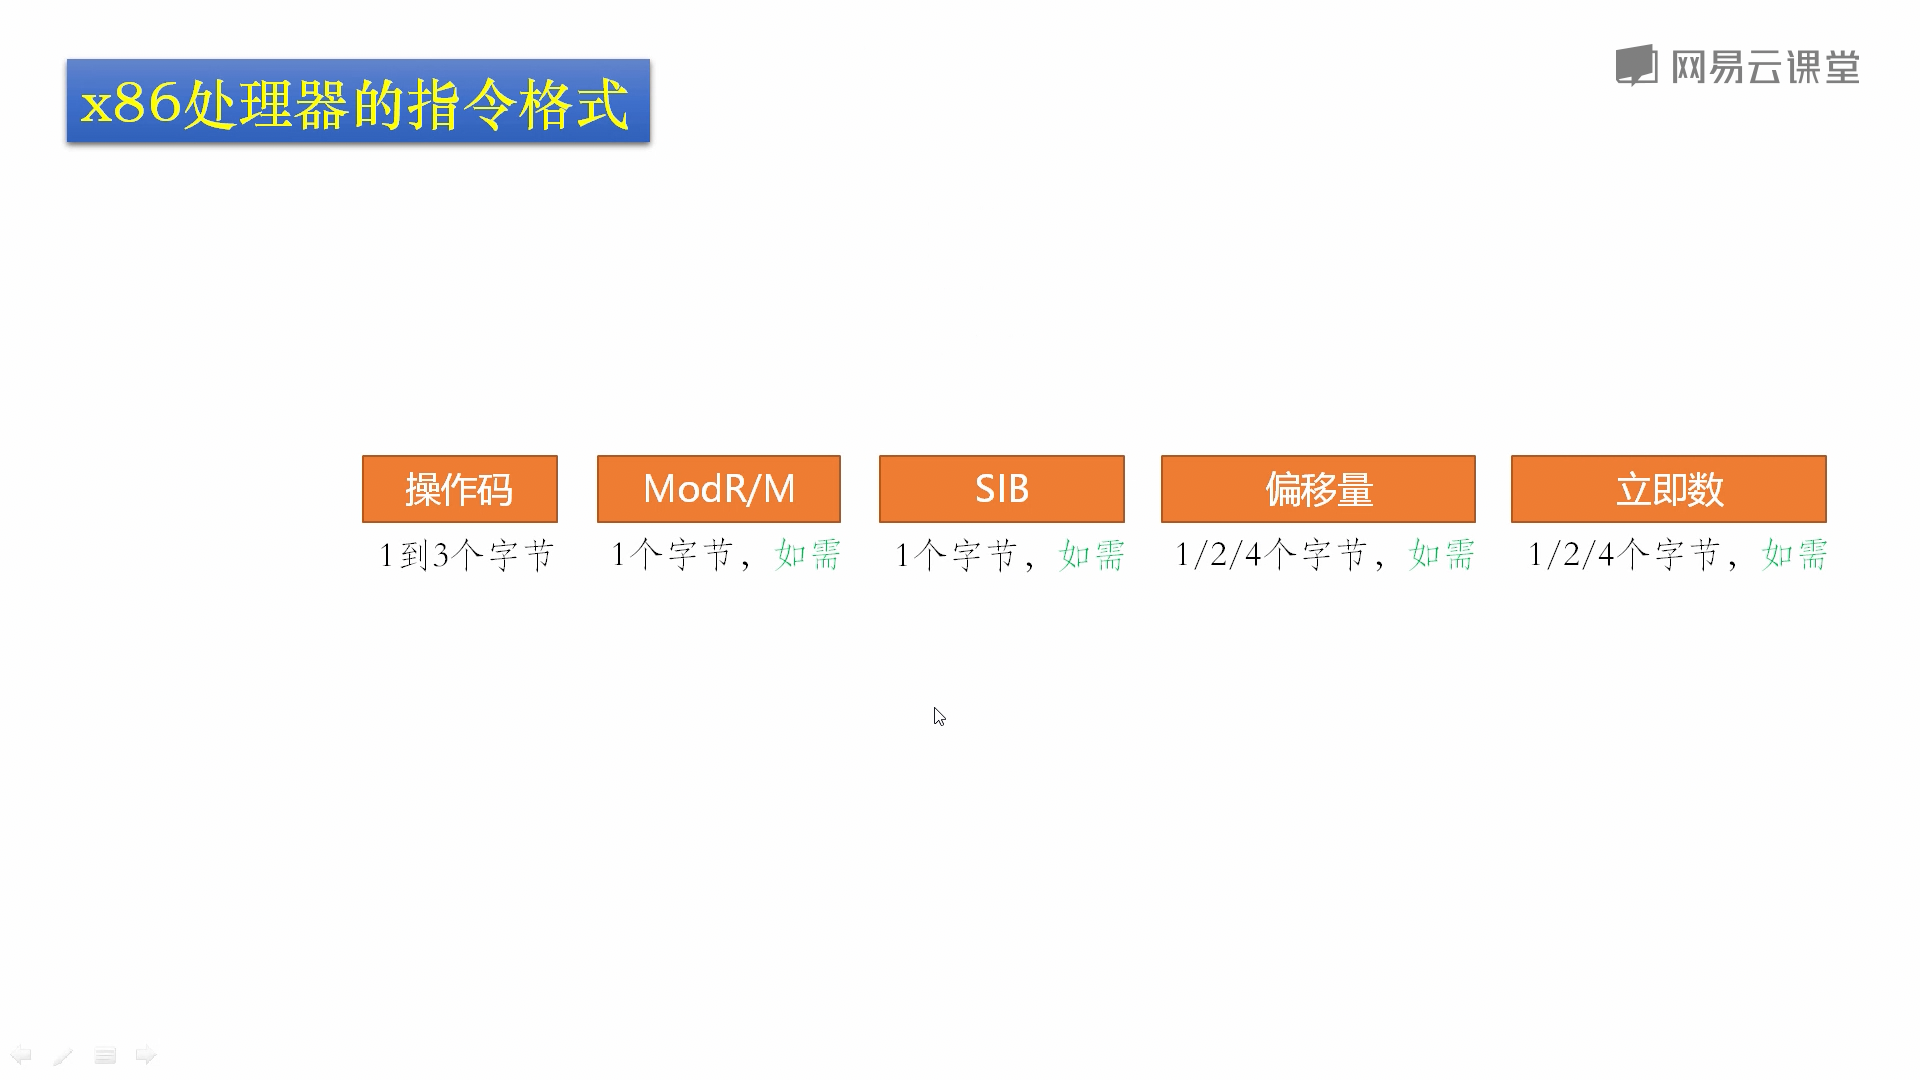 x86处理器的指令格式
网易云课堂
操作码
ModR/M
SIB
偏移量
立即数
1到3个字节
1个字节，如需
1个字节，如需
1/2/4个字节，如需
1/2/4个字节，如需